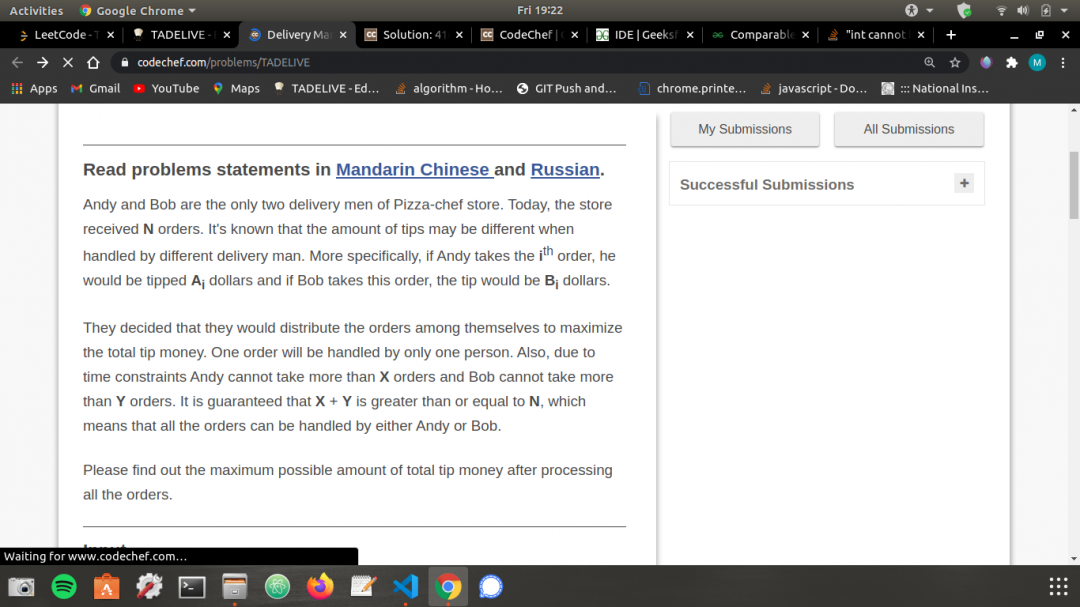 Activities Google Chrome Fri 19:22
LeetCode - T × TADELIVE - × Delivery Ma × CC Solution: 41 × CC CodeChef | × IDE | Geeksf × Comparable × "int cannot × +
codechef.com/problems/TADELIVE M
Apps Gmail YouTube Maps TADELIVE - Ed... algorithm - Ho... GIT Push and... chrome.printe... javascript - Do... ::: National Ins...
My Submissions All Submissions
Read problems statements in Mandarin Chinese and Russian.
Successful Submissions +
Andy and Bob are the only two delivery men of Pizza-chef store. Today, the store
received N orders. It's known that the amount of tips may be different when
handled by different delivery man. More specifically, if Andy takes the ith order, he
would be tipped Ai dollars and if Bob takes this order, the tip would be Bi dollars.
They decided that they would distribute the orders among themselves to maximize
the total tip money. One order will be handled by only one person. Also, due to
time constraints Andy cannot take more than X orders and Bob cannot take more
than Y orders. It is guaranteed that X + Y is greater than or equal to N, which
means that all the orders can be handled by either Andy or Bob.
Please find out the maximum possible amount of total tip money after processing
all the orders.
Waiting for www.codechef.com...